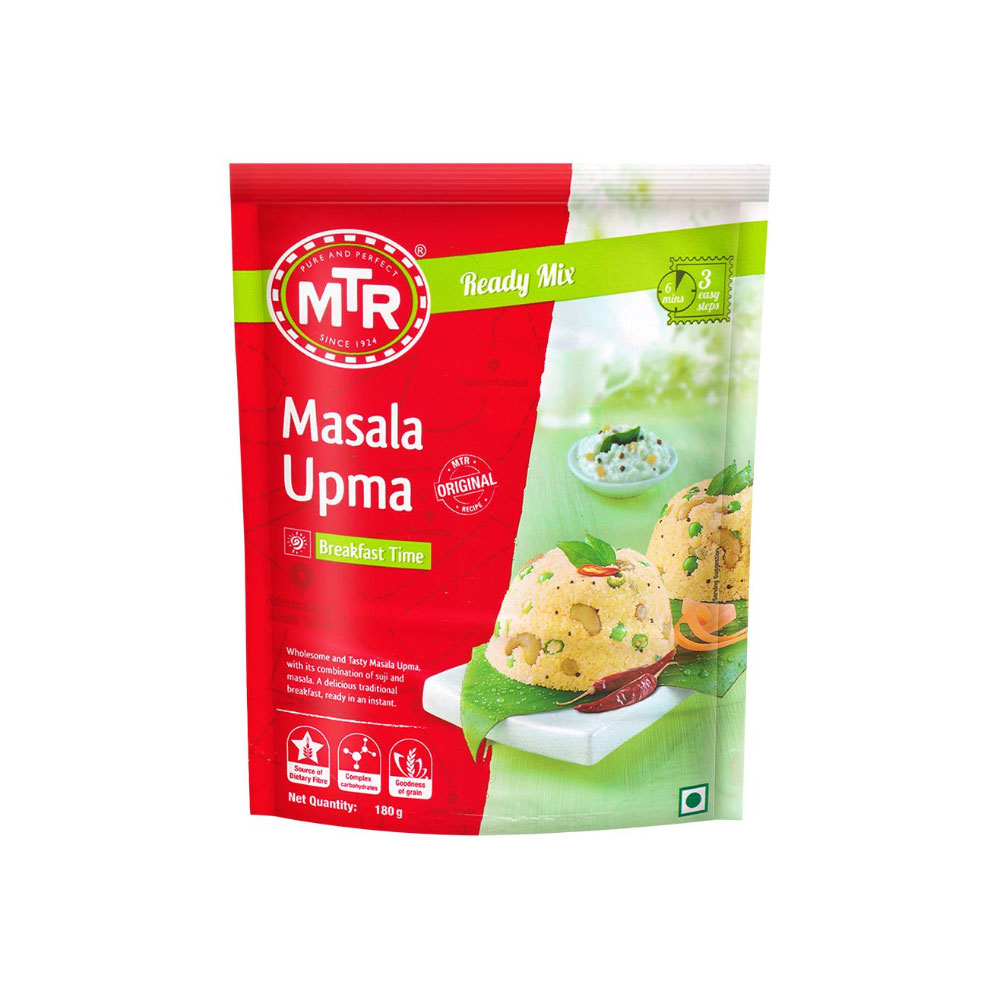 PURE AND PERFECT
MTR
®
SINCE 1924
Ready Mix
6
mins
3
easy
steps
Masala
Upma
MTR
ORIGINAL
RECIPE
Breakfast Time
Wholesome and Tasty Masala Upma,
with its combination of suji and
masala. A delicious traditional
breakfast, ready in an instant.
Source of
Dietary Fibre
Complex
carbohydrates
Goodness
of grain
Net Quantity: 180 g
Serving Suggestion